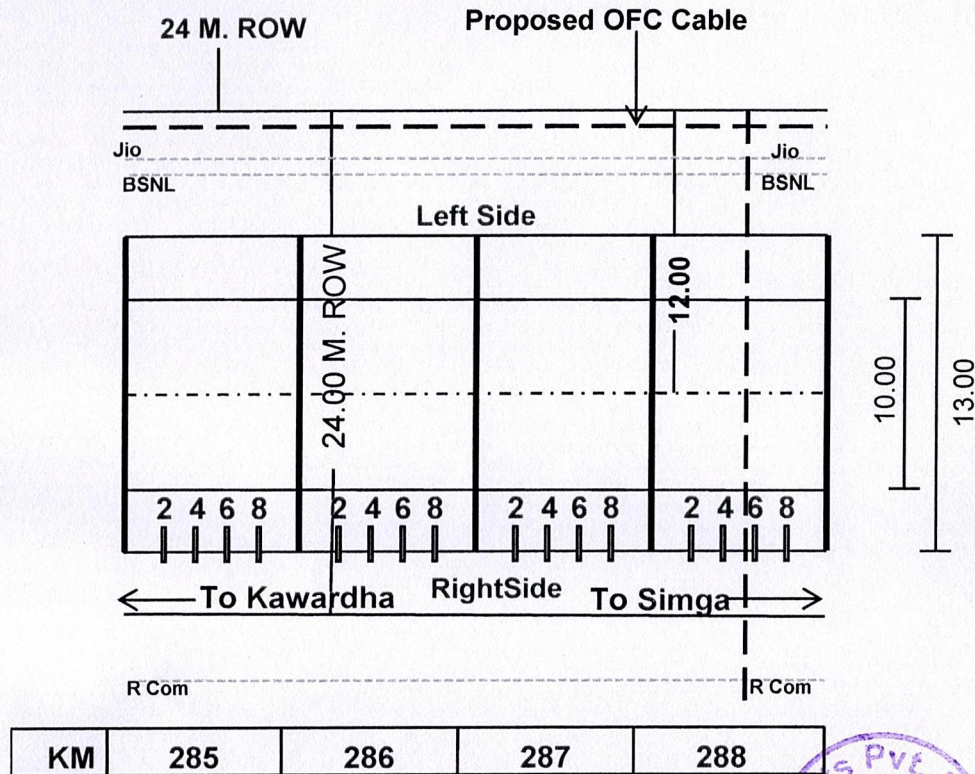 24 M. ROW
Proposed OFC Cable
Jio
Jio
BSNL
BSNL
Left Side
24.00 M. ROW
12.00
10.00
13.00
2 4 6 8 2 4 6 8 2 4 6 8 2 4 6 8
To Kawardha
RightSide
To Simga
R Com
R Com
KM 285 286 287 288
Pvt